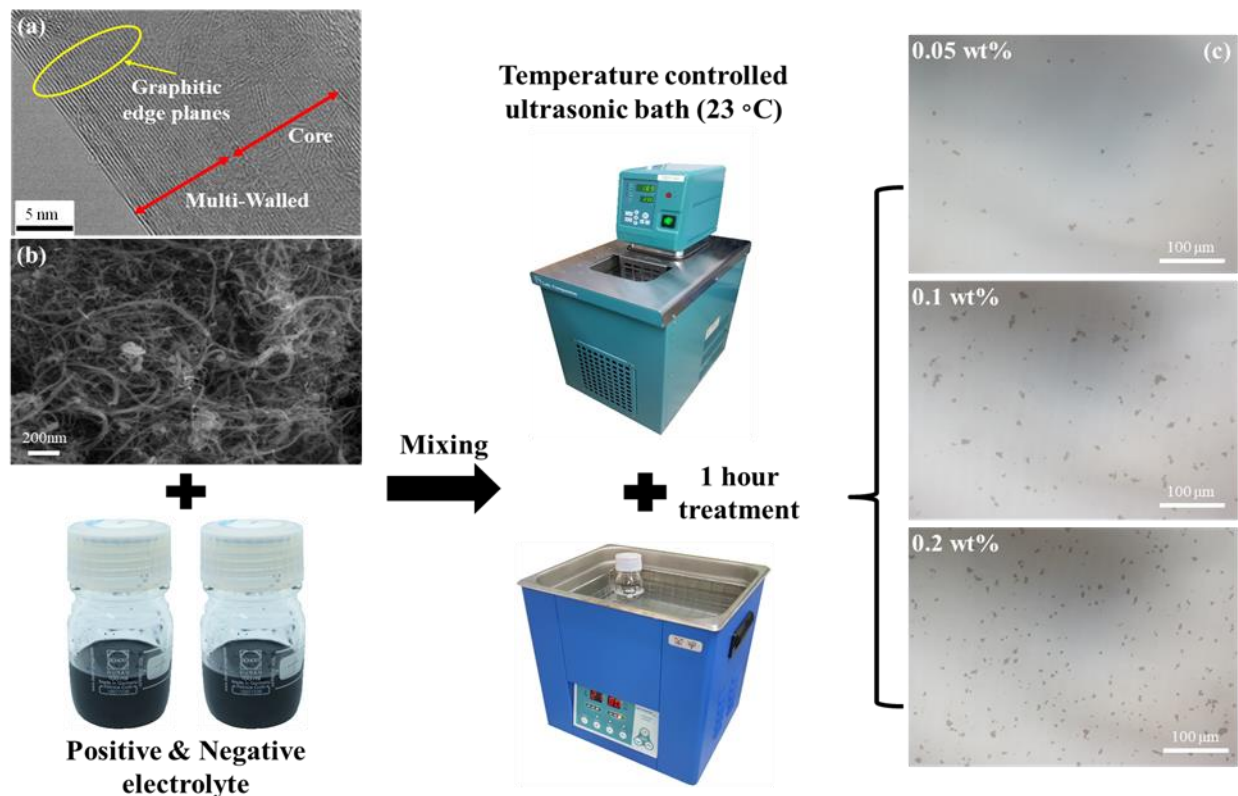 (a)
Graphitic
edge planes
Core
Multi-Walled
5 nm
(b)
200nm
Positive & Negative
electrolyte
Mixing
Temperature controlled
ultrasonic bath (23 °C)
1 hour
treatment
(c)
0.05 wt%
100 μm
0.1 wt%
100 μm
0.2 wt%
100 μm